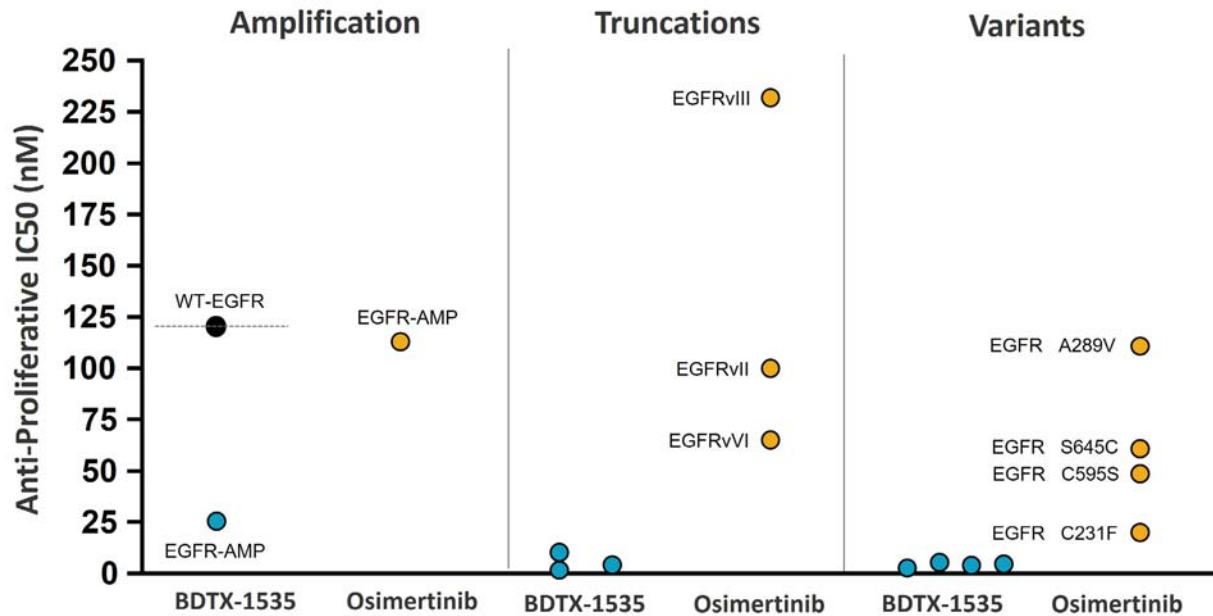 Amplification
Truncations
Variants
Anti-Proliferative IC50 (nM)
250
225
200
175
150
125
100
75
50
25
0
WT-EGFR
EGFR-AMP
EGFR-AMP
EGFRvIII
EGFRvII
EGFRvVI
EGFR A289V
EGFR S645C
EGFR C595S
EGFR C231F
BDTX-1535
Osimertinib
BDTX-1535
Osimertinib
BDTX-1535
Osimertinib